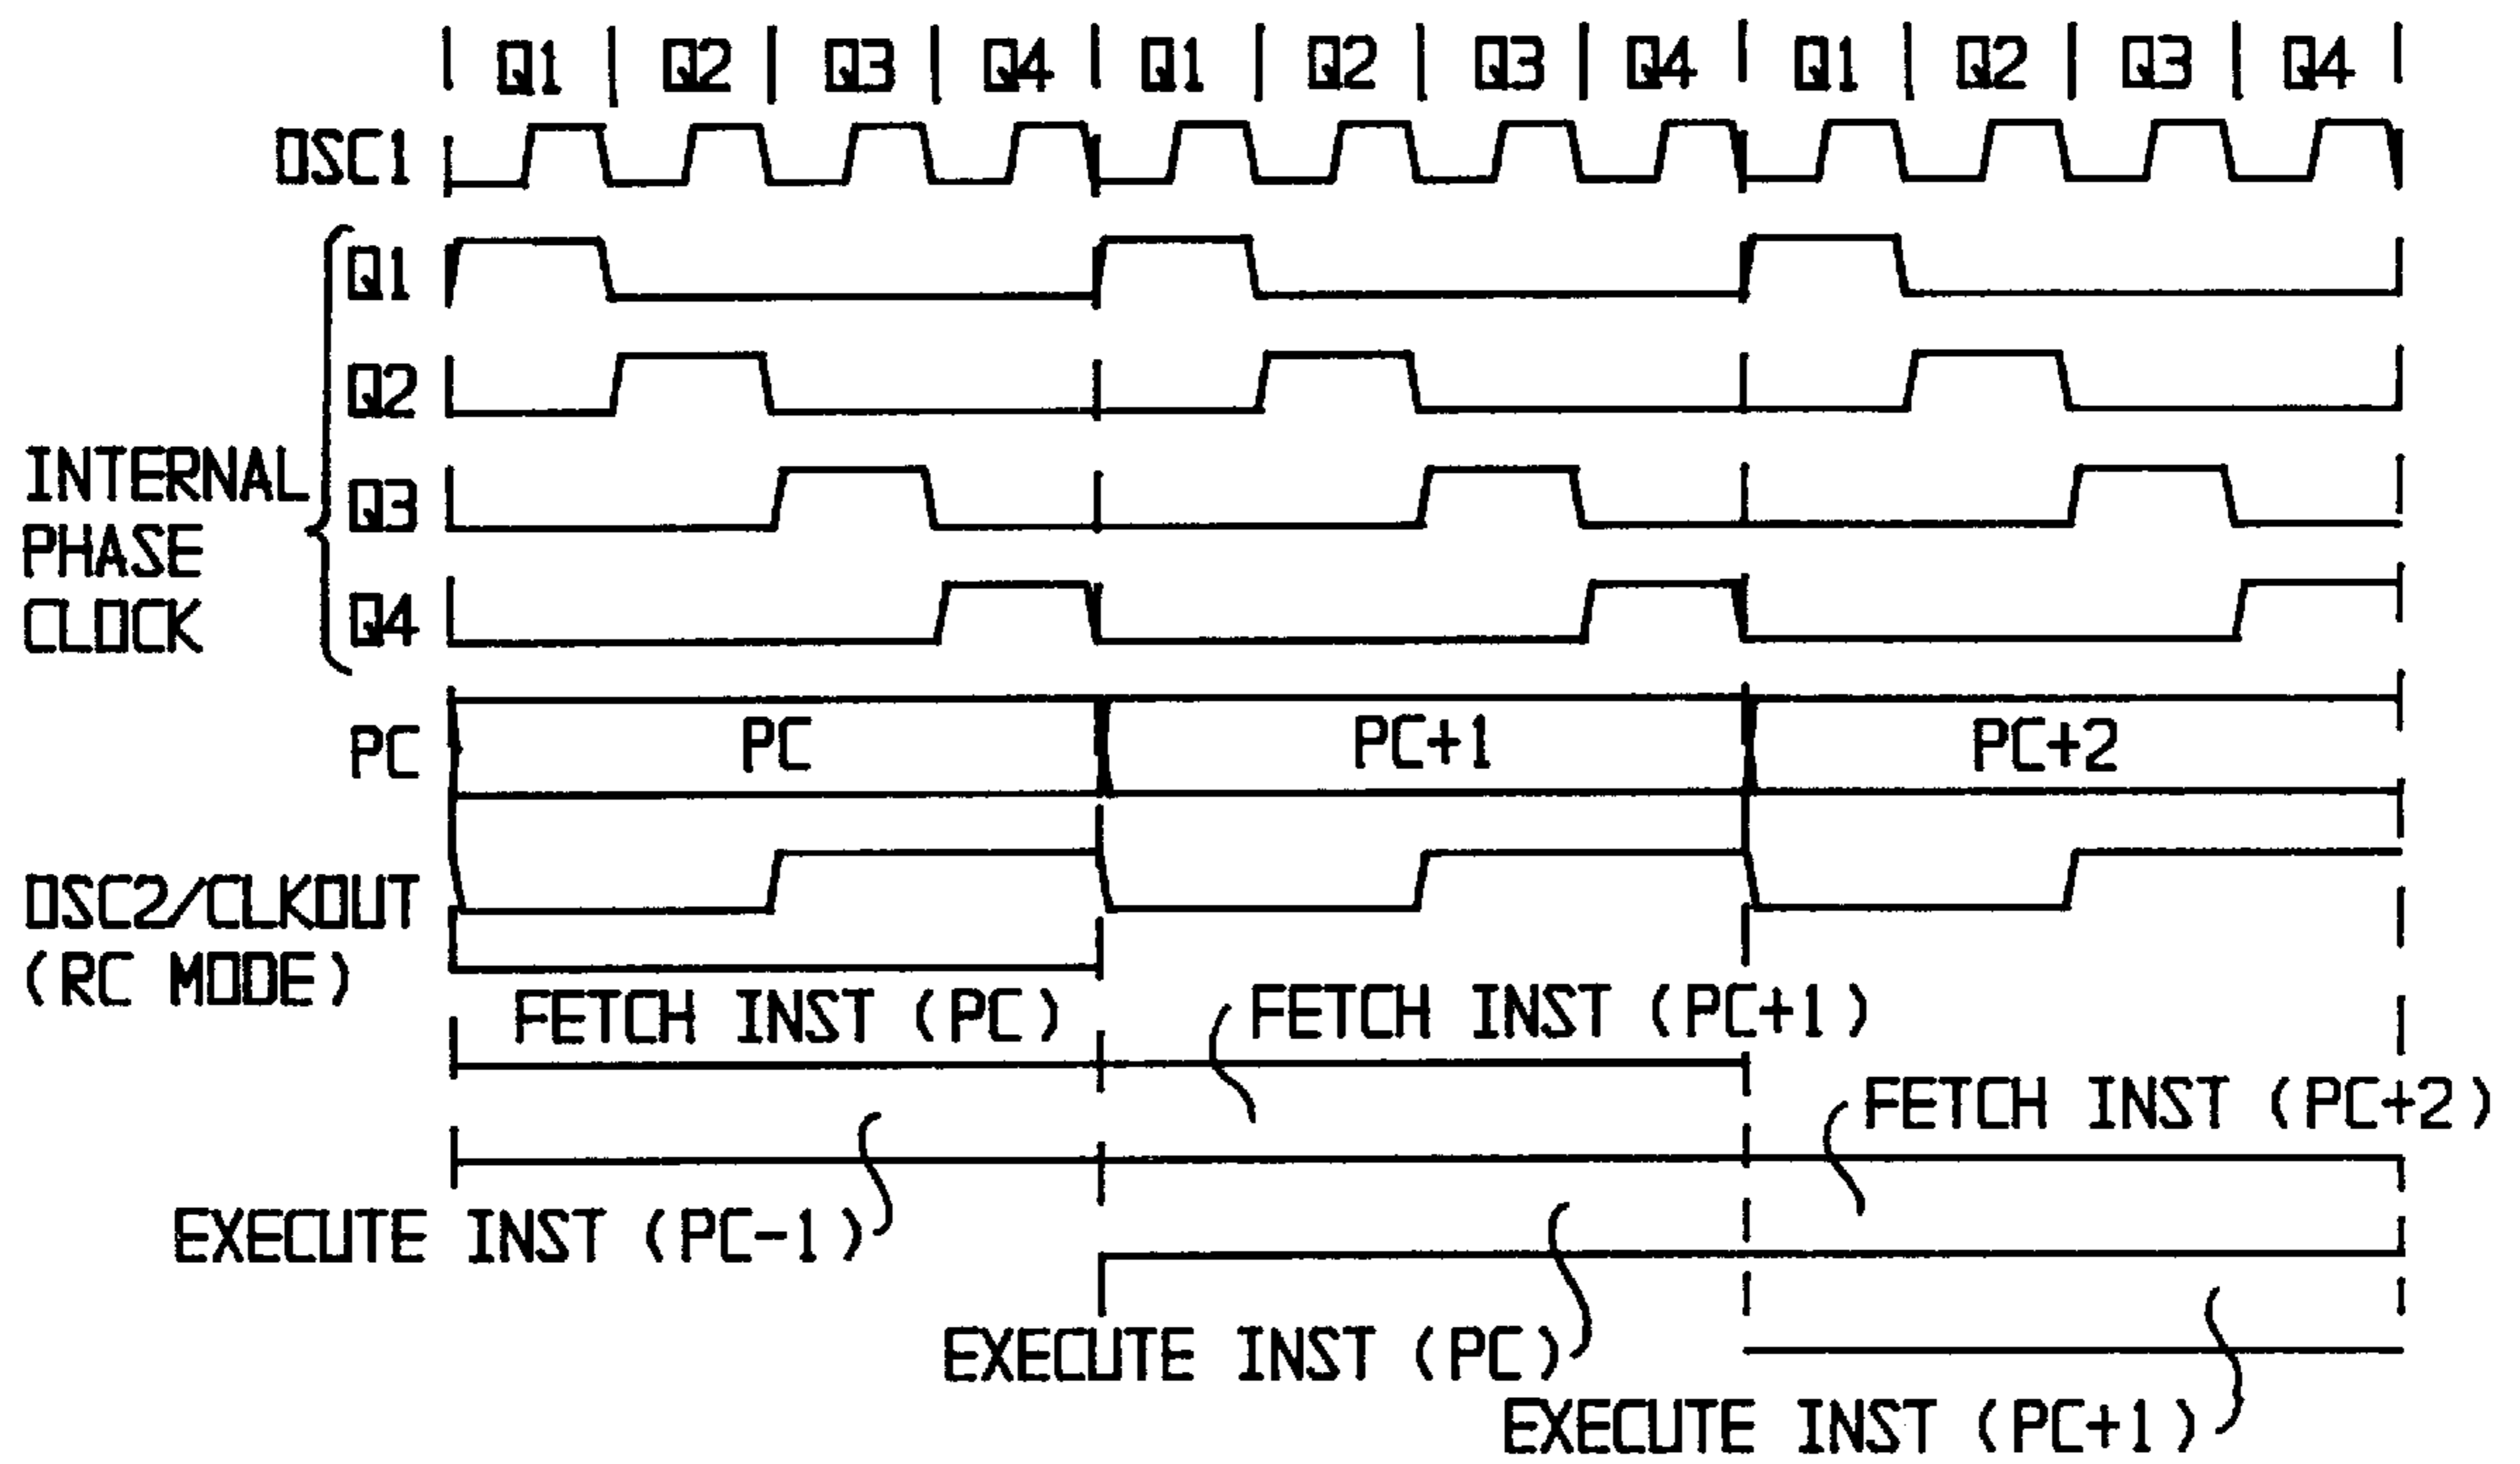 Q1 Q2 Q3 Q4 Q1 Q2 Q3 Q4 Q1 Q2 Q3 Q4
OSC1
Q1
Q2
INTERNAL
PHASE
CLOCK
Q3
Q4
PC PC PC+1 PC+2
OSC2/CLKOUT
(RC MODE)
FETCH INST (PC) FETCH INST (PC+1)
FETCH INST (PC+2)
EXECUTE INST (PC-1)
EXECUTE INST (PC)
EXECUTE INST (PC+1)